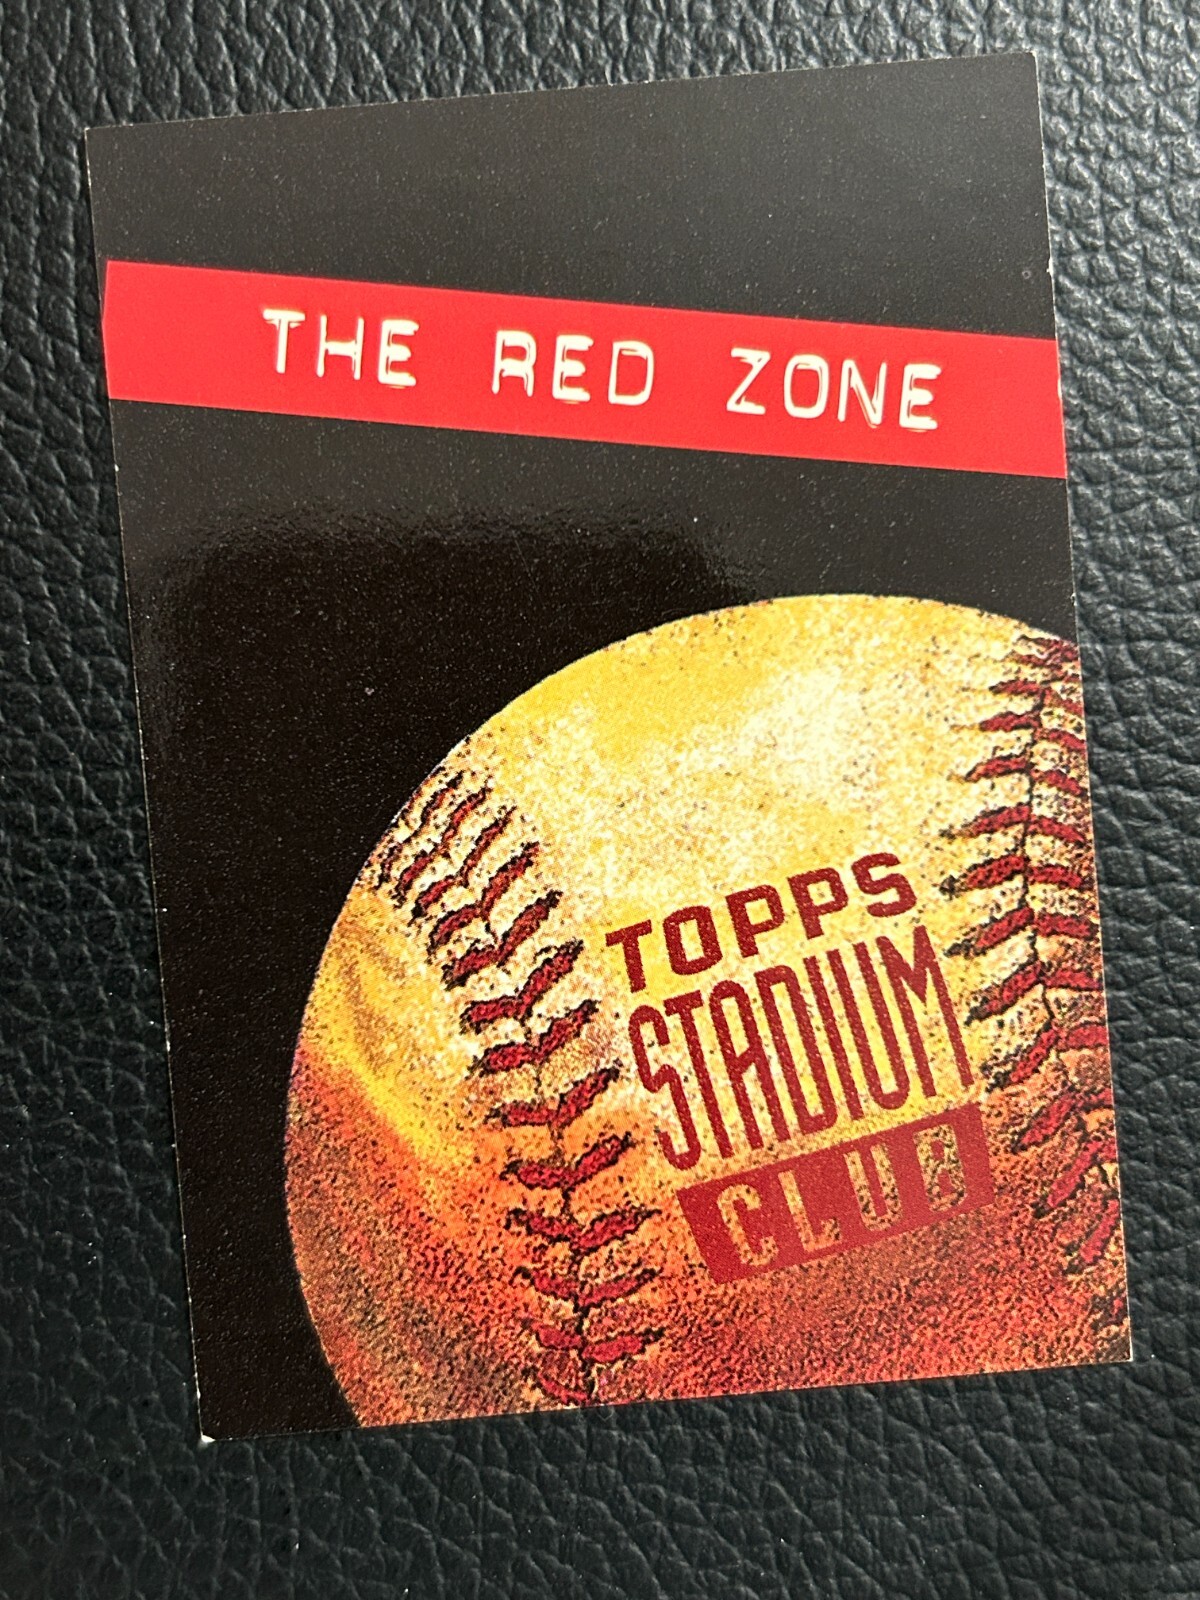 THE RED ZONE
TOPPS
STADIUM
CLUB